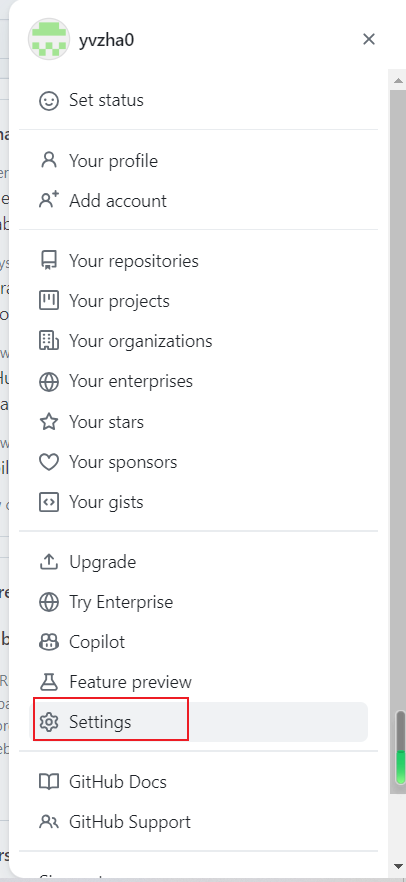 yvzha0
Set status
Your profile
Add account
Your repositories
Your projects
Your organizations
Your enterprises
Your stars
Your sponsors
Your gists
Upgrade
Try Enterprise
Copilot
Feature preview
Settings
GitHub Docs
GitHub Support